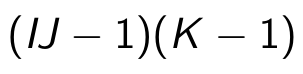 (IJ − 1)(K − 1)